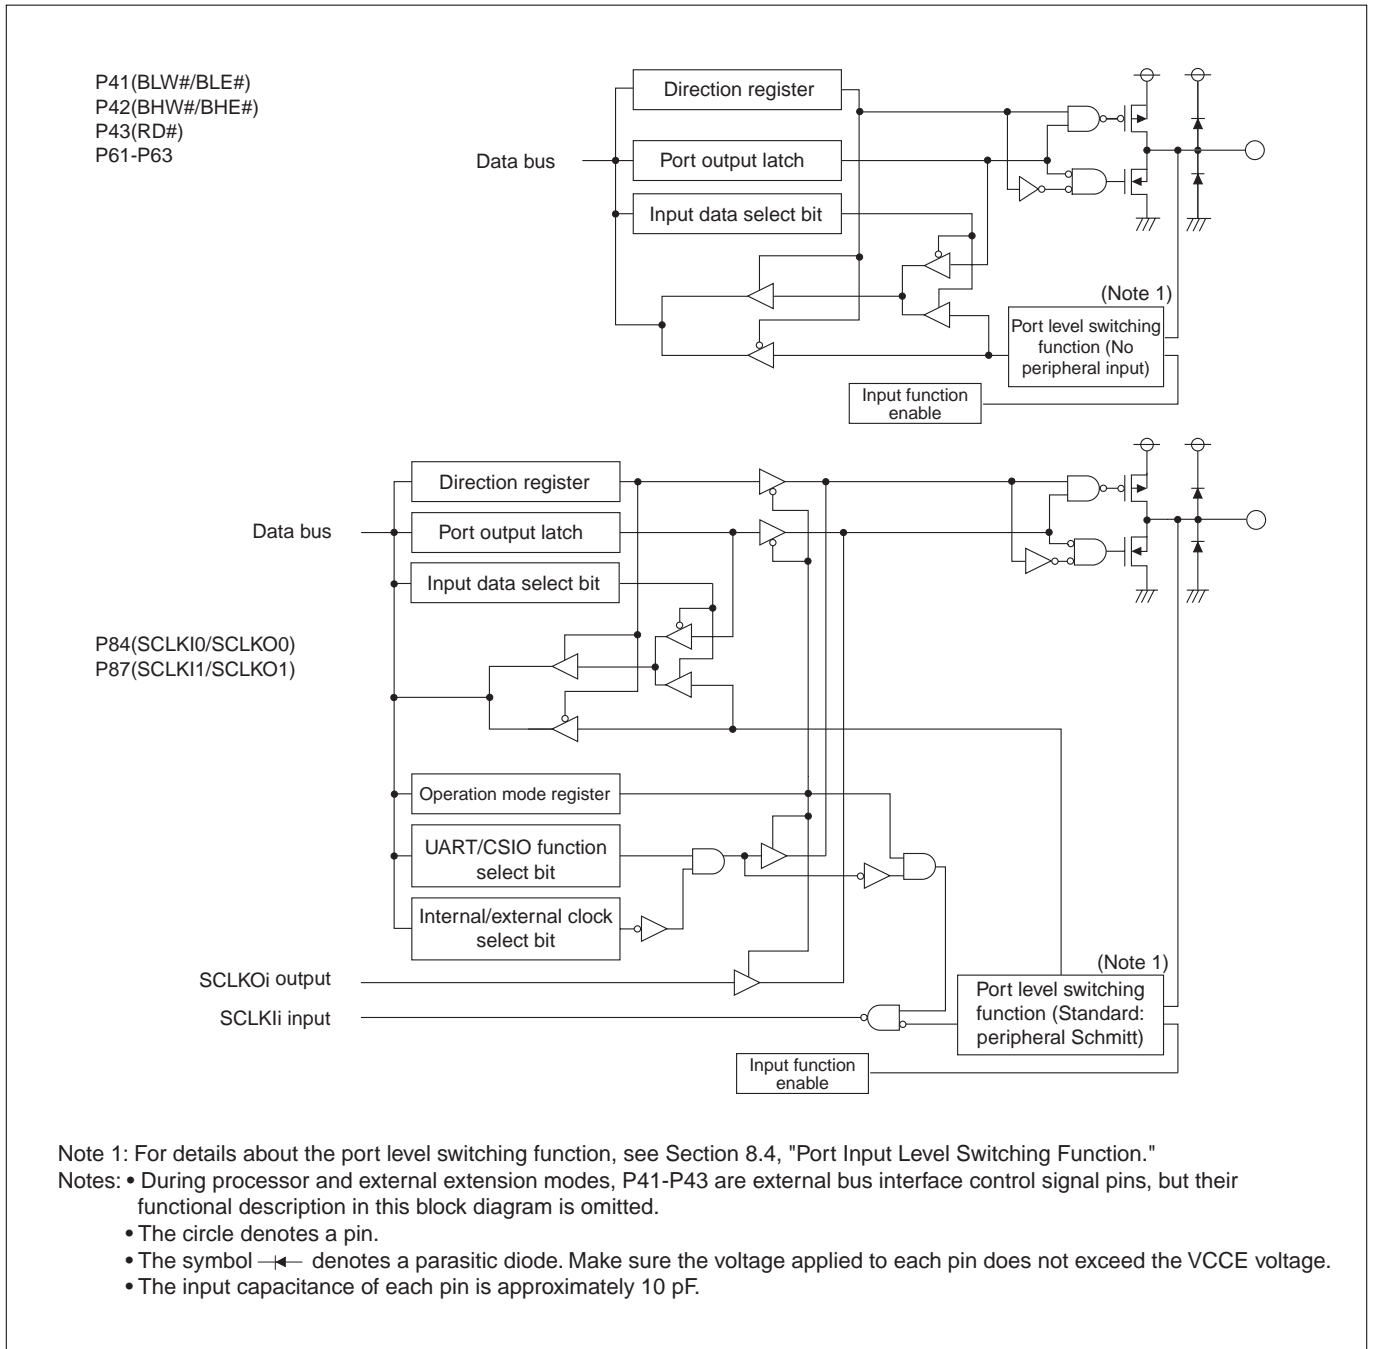 P41(BLW#/BLE#)
P42(BHW#/BHE#)
P43(RD#)
P61-P63
Data bus
Direction register
Port output latch
Input data select bit
(Note 1)
Port level switching
function (No
peripheral input)
Input function
enable
Direction register
Data bus
Port output latch
Input data select bit
P84(SCLKI0/SCLKO0)
P87(SCLKI1/SCLKO1)
Operation mode register
UART/CSIO function
select bit
Internal/external clock
select bit
SCLKOi output
SCLKIi input
(Note 1)
Port level switching
function (Standard:
peripheral Schmitt)
Input function
enable
Note 1: For details about the port level switching function, see Section 8.4, "Port Input Level Switching Function."
Notes: • During processor and external extension modes, P41-P43 are external bus interface control signal pins, but their
functional description in this block diagram is omitted.
• The circle denotes a pin.
• The symbol denotes a parasitic diode. Make sure the voltage applied to each pin does not exceed the VCCE voltage.
• The input capacitance of each pin is approximately 10 pF.